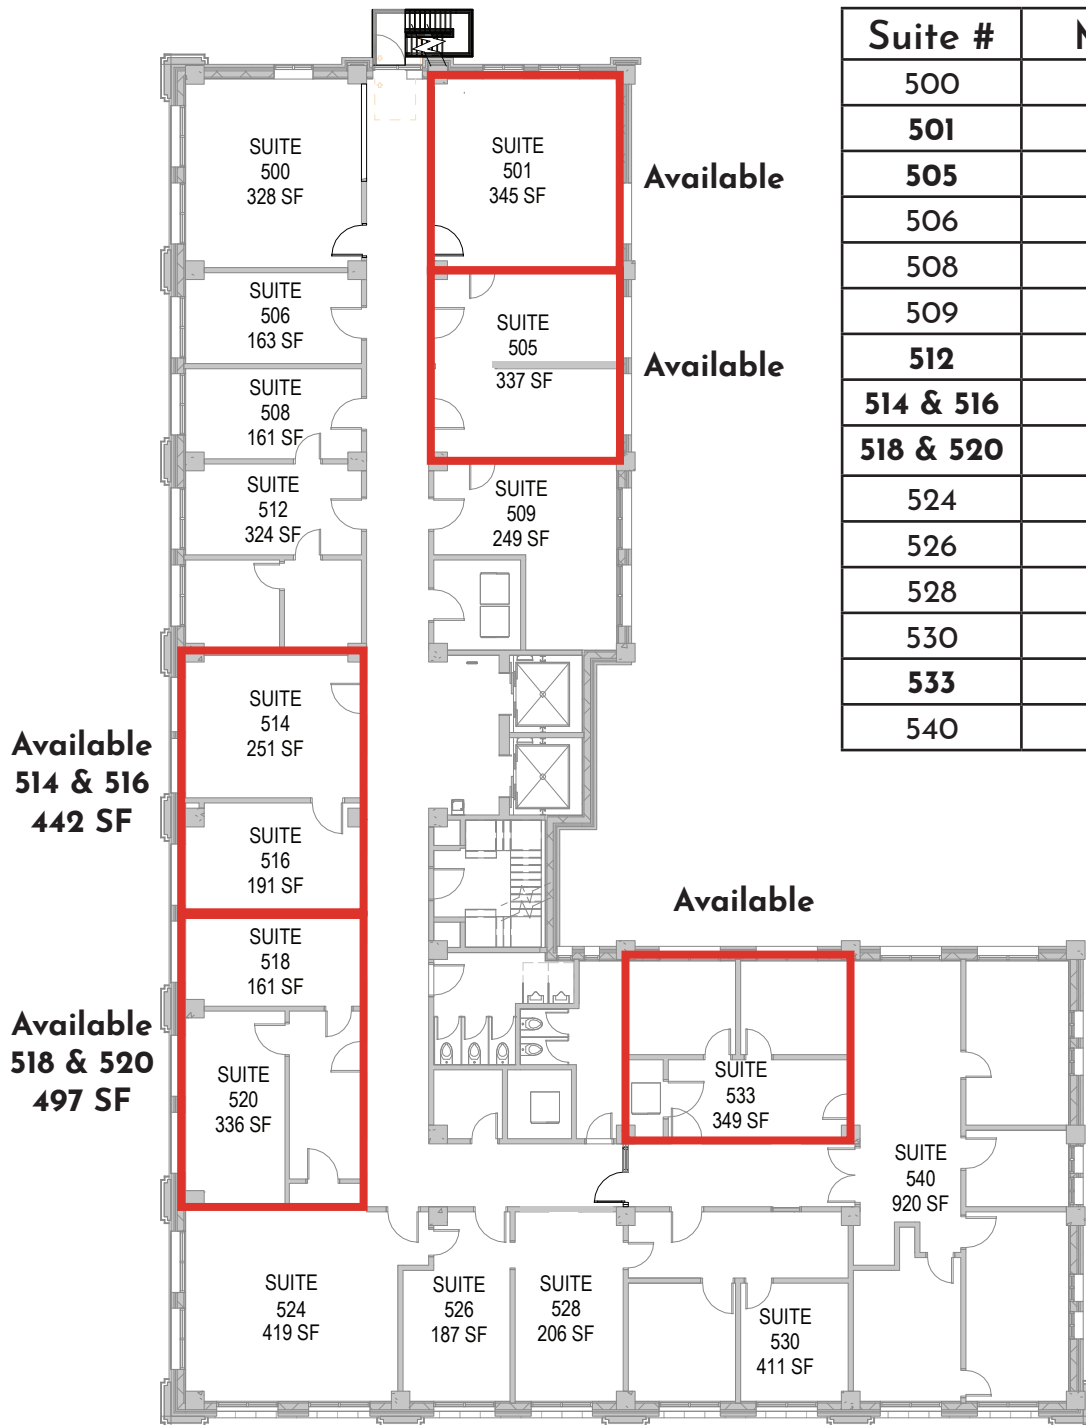 SUITE
500
328 SF
SUITE
501
345 SF
Available
SUITE
506
163 SF
SUITE
505
337 SF
Available
SUITE
508
161 SF
SUITE
512
324 SF
SUITE
509
249 SF
SUITE
514
251 SF
Available
514 & 516
442 SF
SUITE
516
191 SF
SUITE
518
161 SF
Available
518 & 520
497 SF
SUITE
520
336 SF
Available
SUITE
533
349 SF
SUITE
540
920 SF
SUITE
524
419 SF
SUITE
526
187 SF
SUITE
528
206 SF
SUITE
530
411 SF
Suite #
500
501
505
506
508
509
512
514 & 516
518 & 520
524
526
528
530
533
540